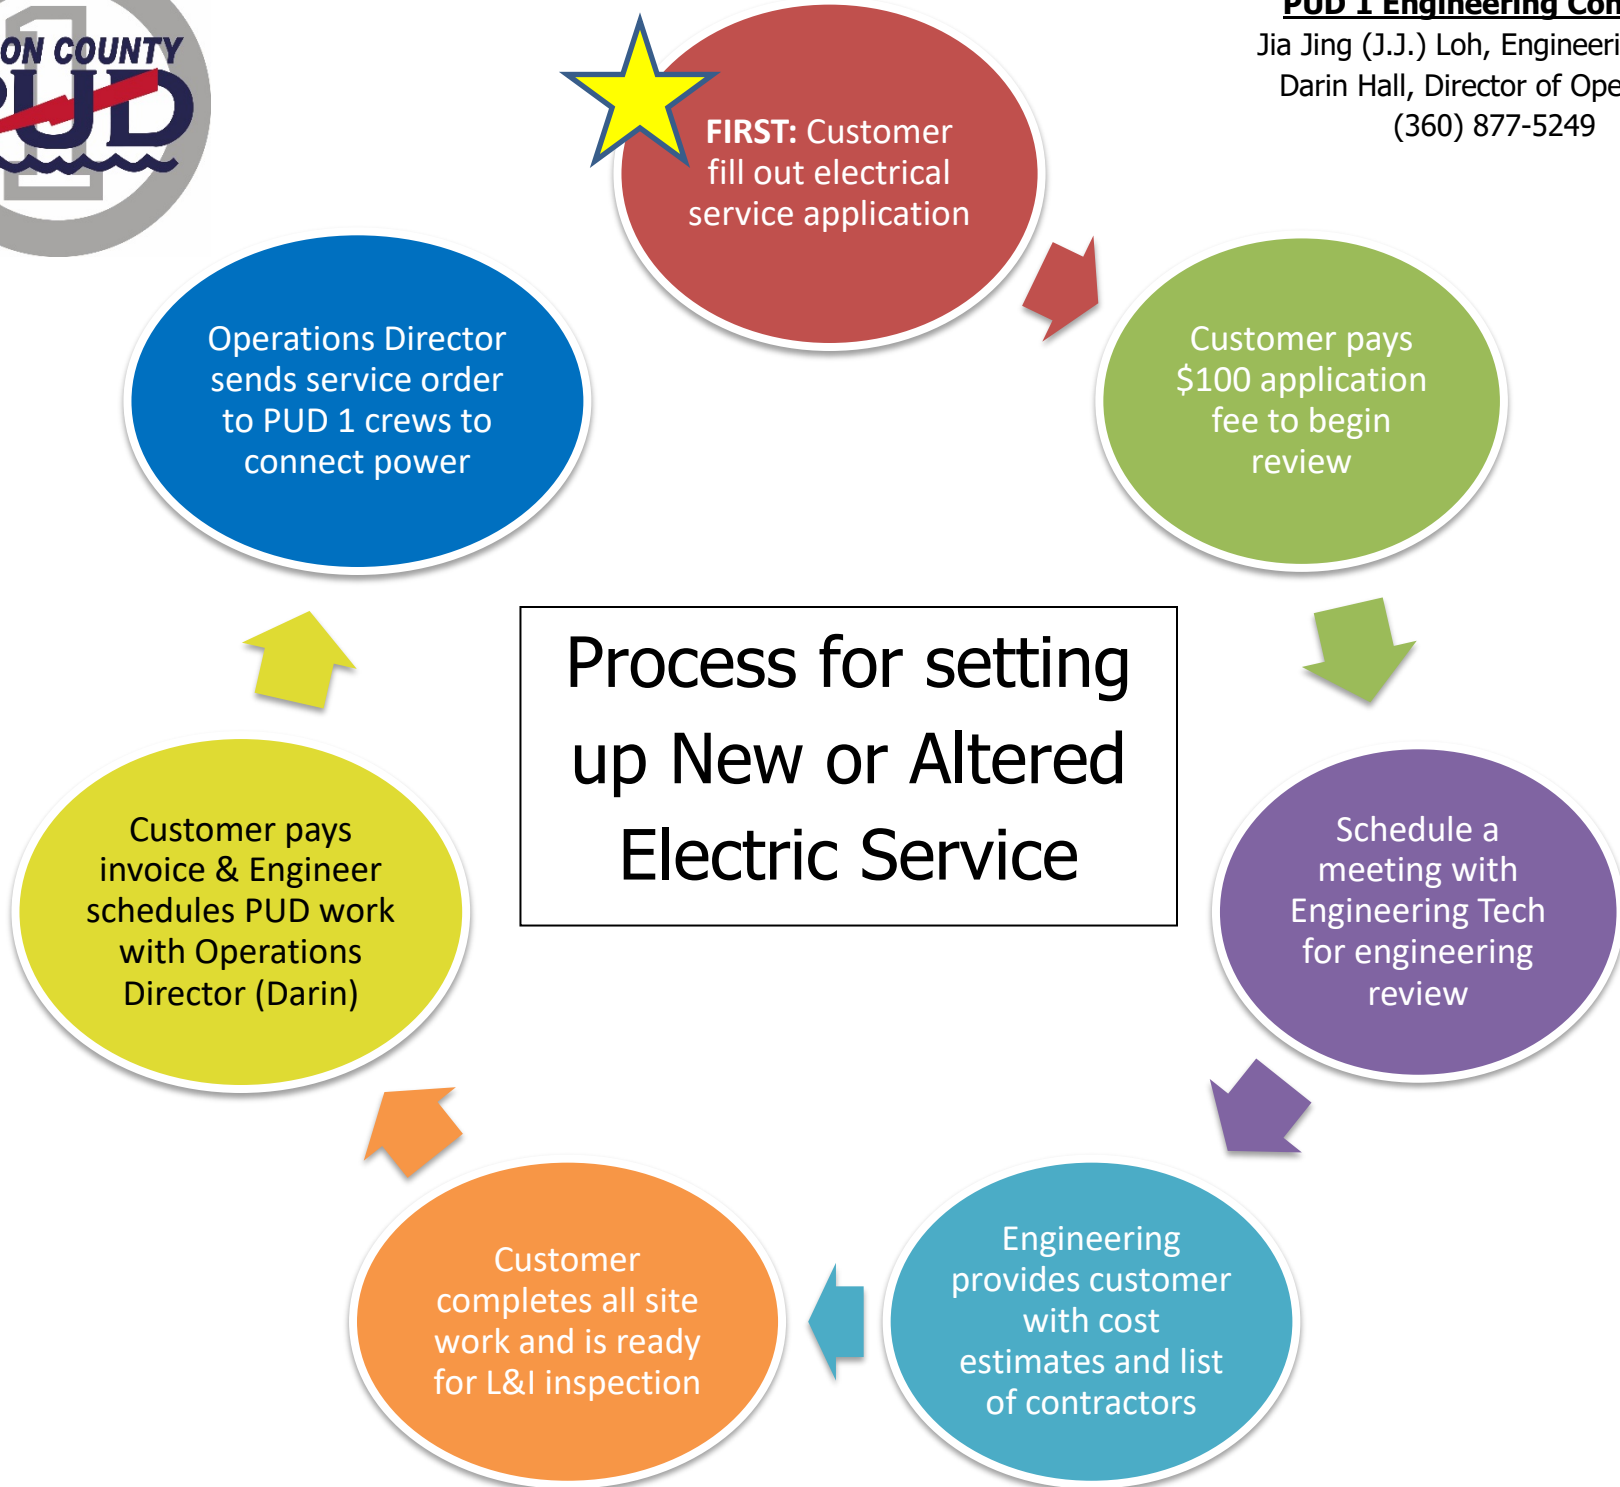 COUNTY
PUD
1
PUD 1 Engineering
Jia Jing (J.J.) Loh,
Darin Hall, Director of
(360) 877-5249
FIRST: Customer
fill out electrical
service application
Customer pays
$100 application
fee to begin
review
Schedule a
meeting with
Engineering Tech
for engineering
review
Engineering
provides customer
with cost
estimates and list
of contractors
Customer
completes all site
work and is ready
for L&I inspection
Customer pays
invoice & Engineer
schedules PUD work
with Operations
Director (Darin)
Operations Director
sends service order
to PUD 1 crews to
connect power
Process for setting
up New or Altered
Electric Service